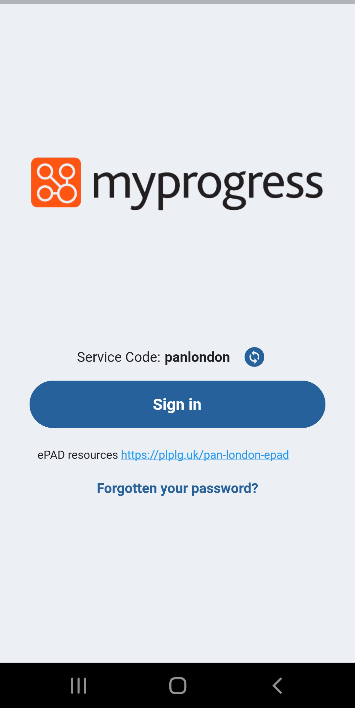 myprogress
Service Code: panlondon
Sign in
ePAD resources https://plplg.uk/pan-london-epad
Forgotten your password?